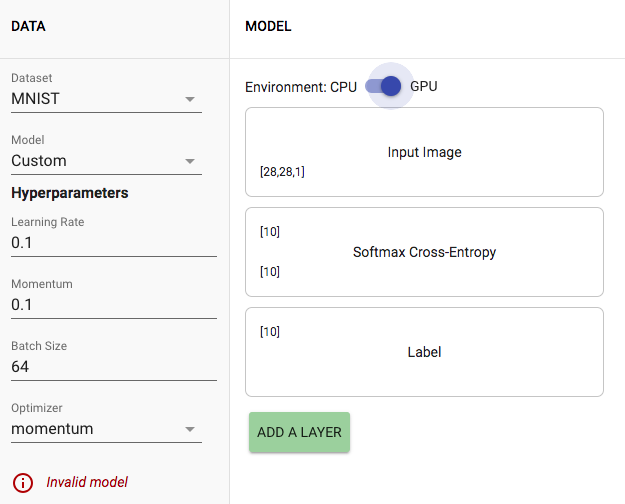 DATA
Dataset
MNIST
Model
Custom
Hyperparameters
Learning Rate
0.1
Momentum
0.1
Batch Size
64
Optimizer
momentum
Invalid model
MODEL
Environment: CPU GPU
Input Image
[28,28,1]
[10]
Softmax Cross-Entropy
[10]
[10]
Label
ADD A LAYER